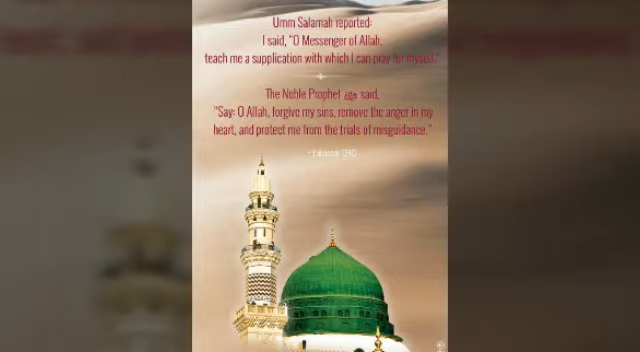 Umm Salamah reported:
I said, "O Messenger of Allah,
teach me a supplication with which I can pray for myself."
The Noble Prophet ﷺ said,
"Say: O Allah, forgive my sins, remove the anger in my
heart, and protect me from the trials of misguidance."